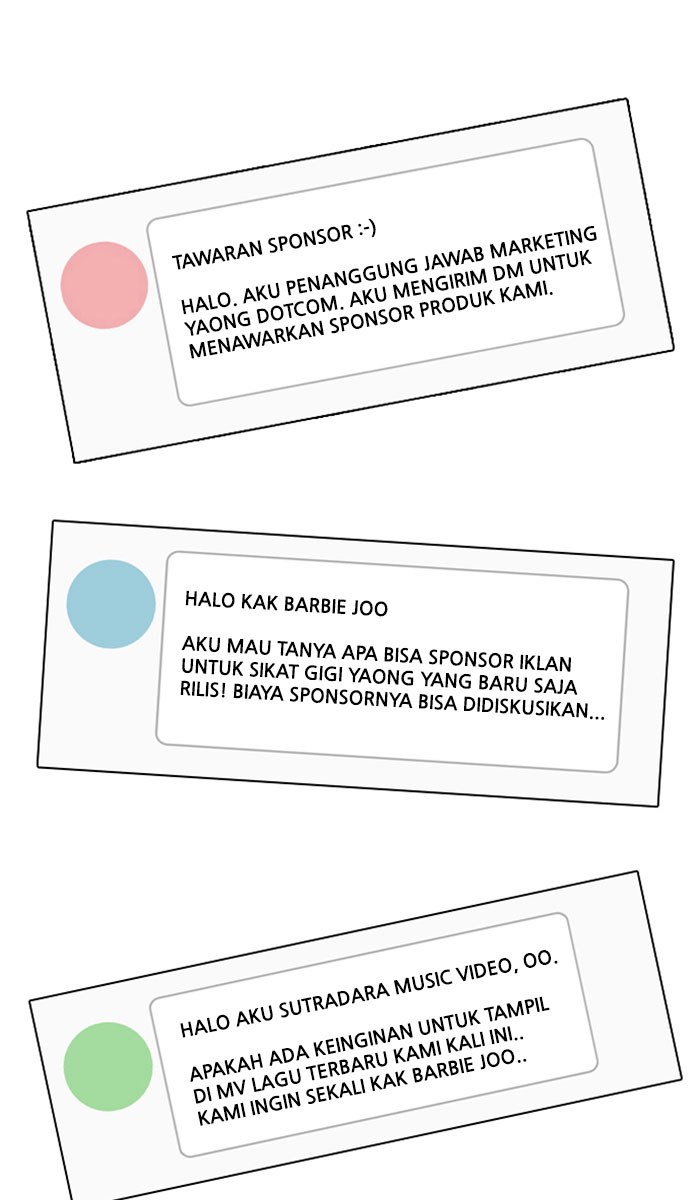 TAWARAN SPONSOR :-)
HALO. AKU PENANGGUNG JAWAB MARKETING
YAONG DOTCOM. AKU MENGIRIM DM UNTUK
MENAWARKAN SPONSOR PRODUK KAMI.
HALO KAK BARBIE JOO
AKU MAU TANYA APA BISA SPONSOR IKLAN
UNTUK SIKAT GIGI YAONG YANG BARU SAJA
RILIS! BIAYA SPONSORNYA BISA DIDISKUSIKAN...
HALO AKU SUTRADARA MUSIC VIDEO, OO.
APAKAH ADA KEINGINAN UNTUK TAMPIL
DI MV LAGU TERBARU KAMI KALI INI..
KAMI INGIN SEKALI KAK BARBIE JOO..